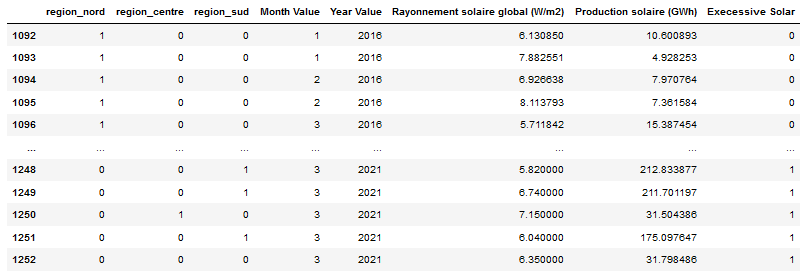 region_nord region_centre region_sud Month Value Year Value Rayonnement solaire global (W/m2) Production solaire (GWh) Execessive Solar
1092 1 0 0 1 2016 6.130850 10.600893 0
1093 1 0 0 1 2016 7.882551 4.928253 0
1094 1 0 0 2 2016 6.926638 7.970764 0
1095 1 0 0 2 2016 8.113793 7.361584 0
1096 1 0 0 3 2016 5.711842 15.387454 0
... ... ... ... ... ... ... ... ...
1248 0 0 1 3 2021 5.820000 212.833877 1
1249 0 0 1 3 2021 6.740000 211.701197 1
1250 0 1 0 3 2021 7.150000 31.504386 1
1251 0 0 1 3 2021 6.040000 175.097647 1
1252 0 0 0 3 2021 6.350000 31.798486 1